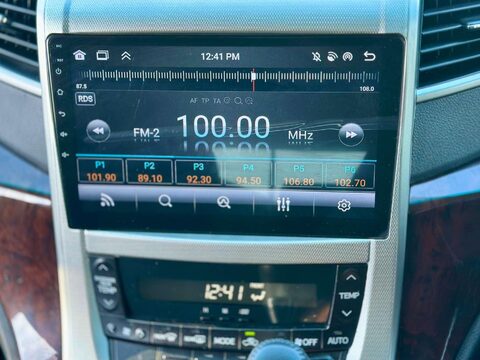 12:41 PM
87.5
108.0
RDS
AF TP TA
FM-2 100.00 MHz
P1 P2 P3 P4 P5 P6
101.90 89.10 92.30 94.50 106.80 102.70
12:41
TEMP TEMP
MODE OFF AUTO